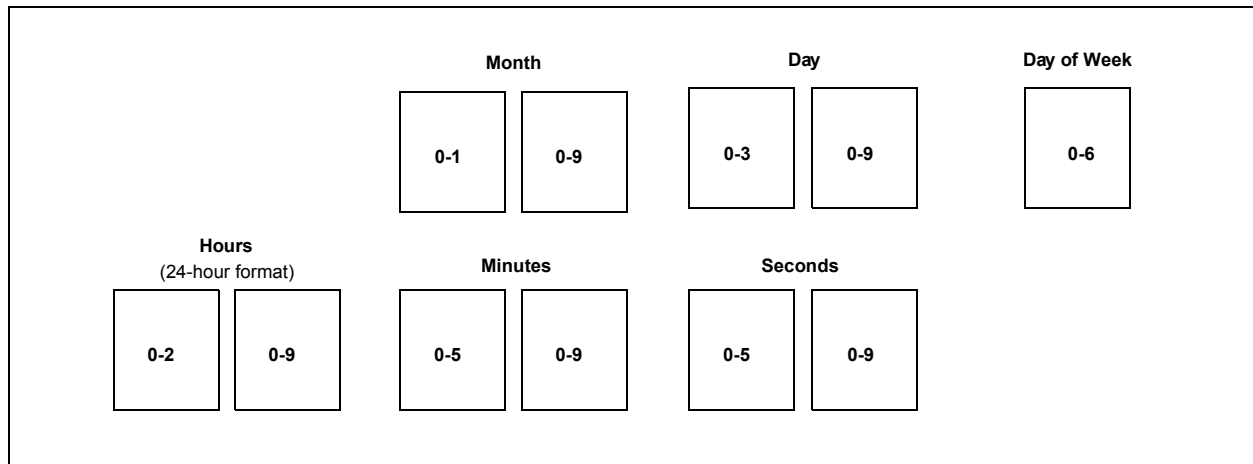 Month Day Day of Week
0-1 0-9 0-3 0-9 0-6
Hours
(24-hour format)
Minutes Seconds
0-2 0-9 0-5 0-9 0-5 0-9